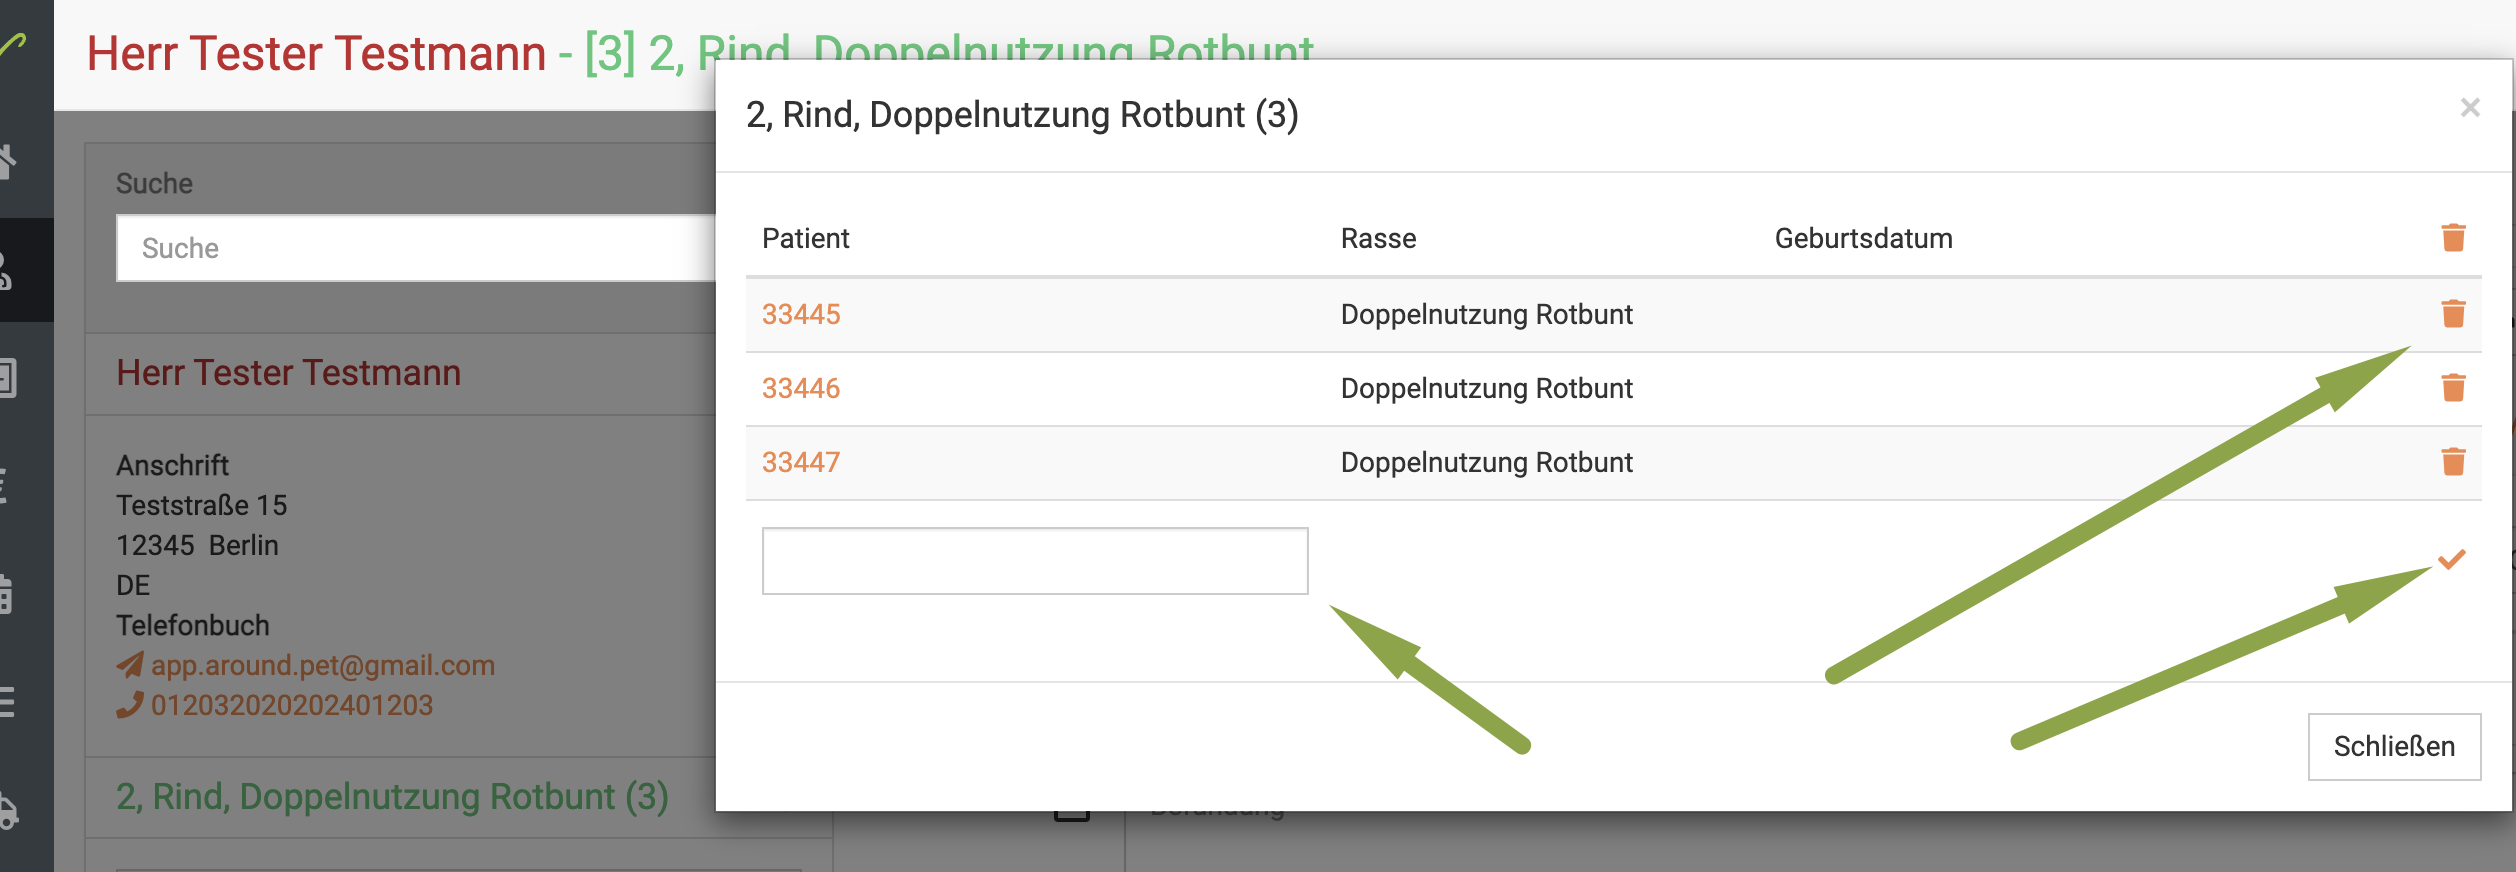 Herr Tester Testmann - [3] 2, Rind, Doppelnutzung Rotbunt
Suche
Suche
Herr Tester Testmann
Anschrift
Teststraße 15
12345 Berlin
DE
Telefonbuch
app.around.pet@gmail.com
012032020202401203
2, Rind, Doppelnutzung Rotbunt (3)
2, Rind, Doppelnutzung Rotbunt (3)
×
Patient Rasse Geburtsdatum
33445 Doppelnutzung Rotbunt
33446 Doppelnutzung Rotbunt
33447 Doppelnutzung Rotbunt
Schließen